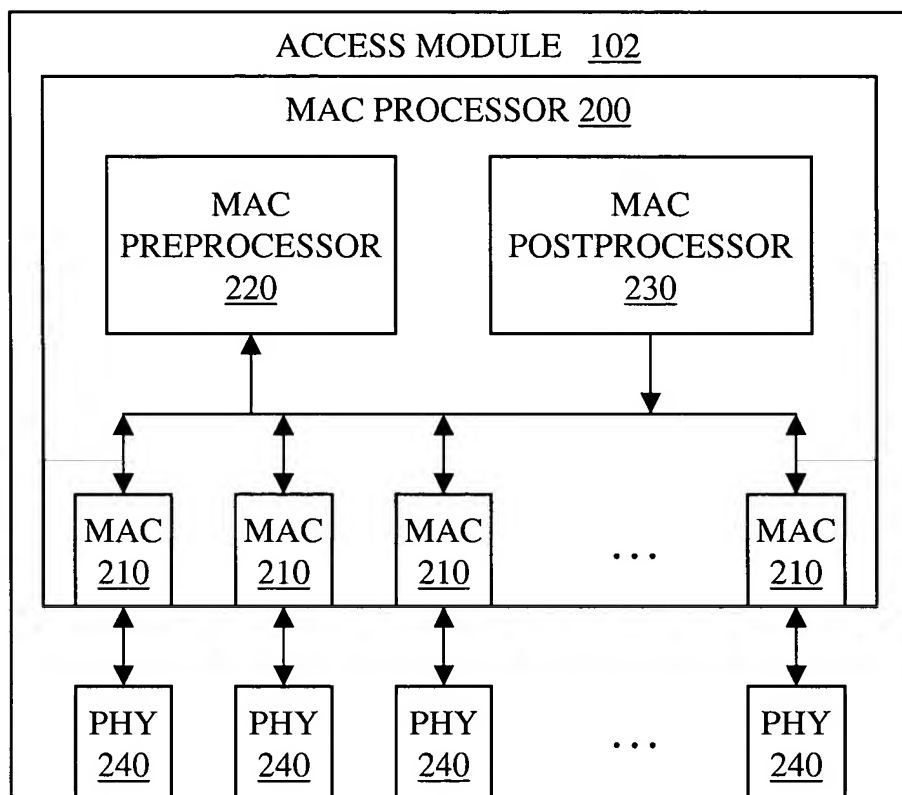 ACCESS MODULE 102
MAC PROCESSOR 200
MAC
PREPROCESSOR
220
MAC
POSTPROCESSOR
230
MAC
210
MAC
210
MAC
210
...
MAC
210
PHY
240
PHY
240
PHY
240
...
PHY
240